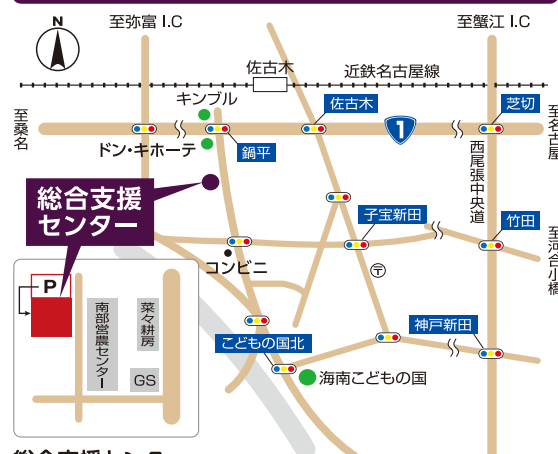 N
至弥富 I.C
至蟹江 I.C
佐古木
近鉄名古屋線
キンブル
佐古木
芝切
至桑名
1
至名古屋
ドン・キホーテ
鍋平
西尾張中央道
総合支援
センター
子宝新田
竹田
至河合小橋
コンビニ
〒
P
南部営農センター
菜々耕房
GS
こどもの国北
神戸新田
海南こどもの国